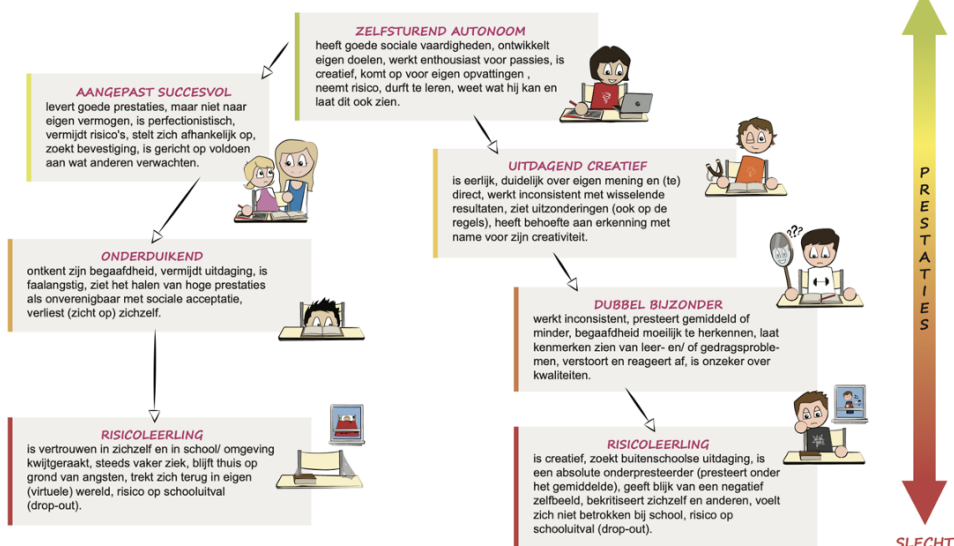 ZELFSTUREND AUTONOOM
heeft goede sociale vaardigheden, ontwikkelt
eigen doelen, werkt enthousiast voor passies, is
creatief, komt op voor eigen opvattingen ,
neemt risico, durft te leren, weet wat hij kan en
laat dit ook zien.
AANGEPAST SUCCESVOL
levert goede prestaties, maar niet naar
eigen vermogen, is perfectionistisch,
vermijdt risico's, stelt zich afhankelijk op,
zoekt bevestiging, is gericht op voldoen
aan wat anderen verwachten.
UITDAGEND CREATIEF
is eerlijk, duidelijk over eigen mening en (te)
direct, werkt inconsistent met wisselende
resultaten, ziet uitzonderingen (ook op de
regels), heeft behoefte aan erkenning met
name voor zijn creativiteit.
ONDERDUIKEND
ontkent zijn begaafdheid, vermijdt uitdaging, is
faalangstig, ziet het halen van hoge prestaties
als onverenigbaar met sociale acceptatie,
verliest (zicht op) zichzelf.
???
DUBBEL BIJZONDER
werkt inconsistent, presteert gemiddeld of
minder, begaafdheid moeilijk te herkennen, laat
kenmerken zien van leer- en/ of gedragsproble-
men, verstoort en reageert af, is onzeker over
kwaliteiten.
RISICOLEERLING
is vertrouwen in zichzelf en in school/ omgeving
kwijtgeraakt, steeds vaker ziek, blijft thuis op
grond van angsten, trekt zich terug in eigen
(virtuele) wereld, risico op schooluitval
(drop-out).
RISICOLEERLING
is creatief, zoekt buitenschoolse uitdaging, is
een absolute onderpresteerder (presteert onder
het gemiddelde), geeft blijk van een negatief
zelfbeeld, bekritiseert zichzelf en anderen, voelt
zich niet betrokken bij school, risico op
schooluitval (drop-out).
PRESTATIES
SLECHT